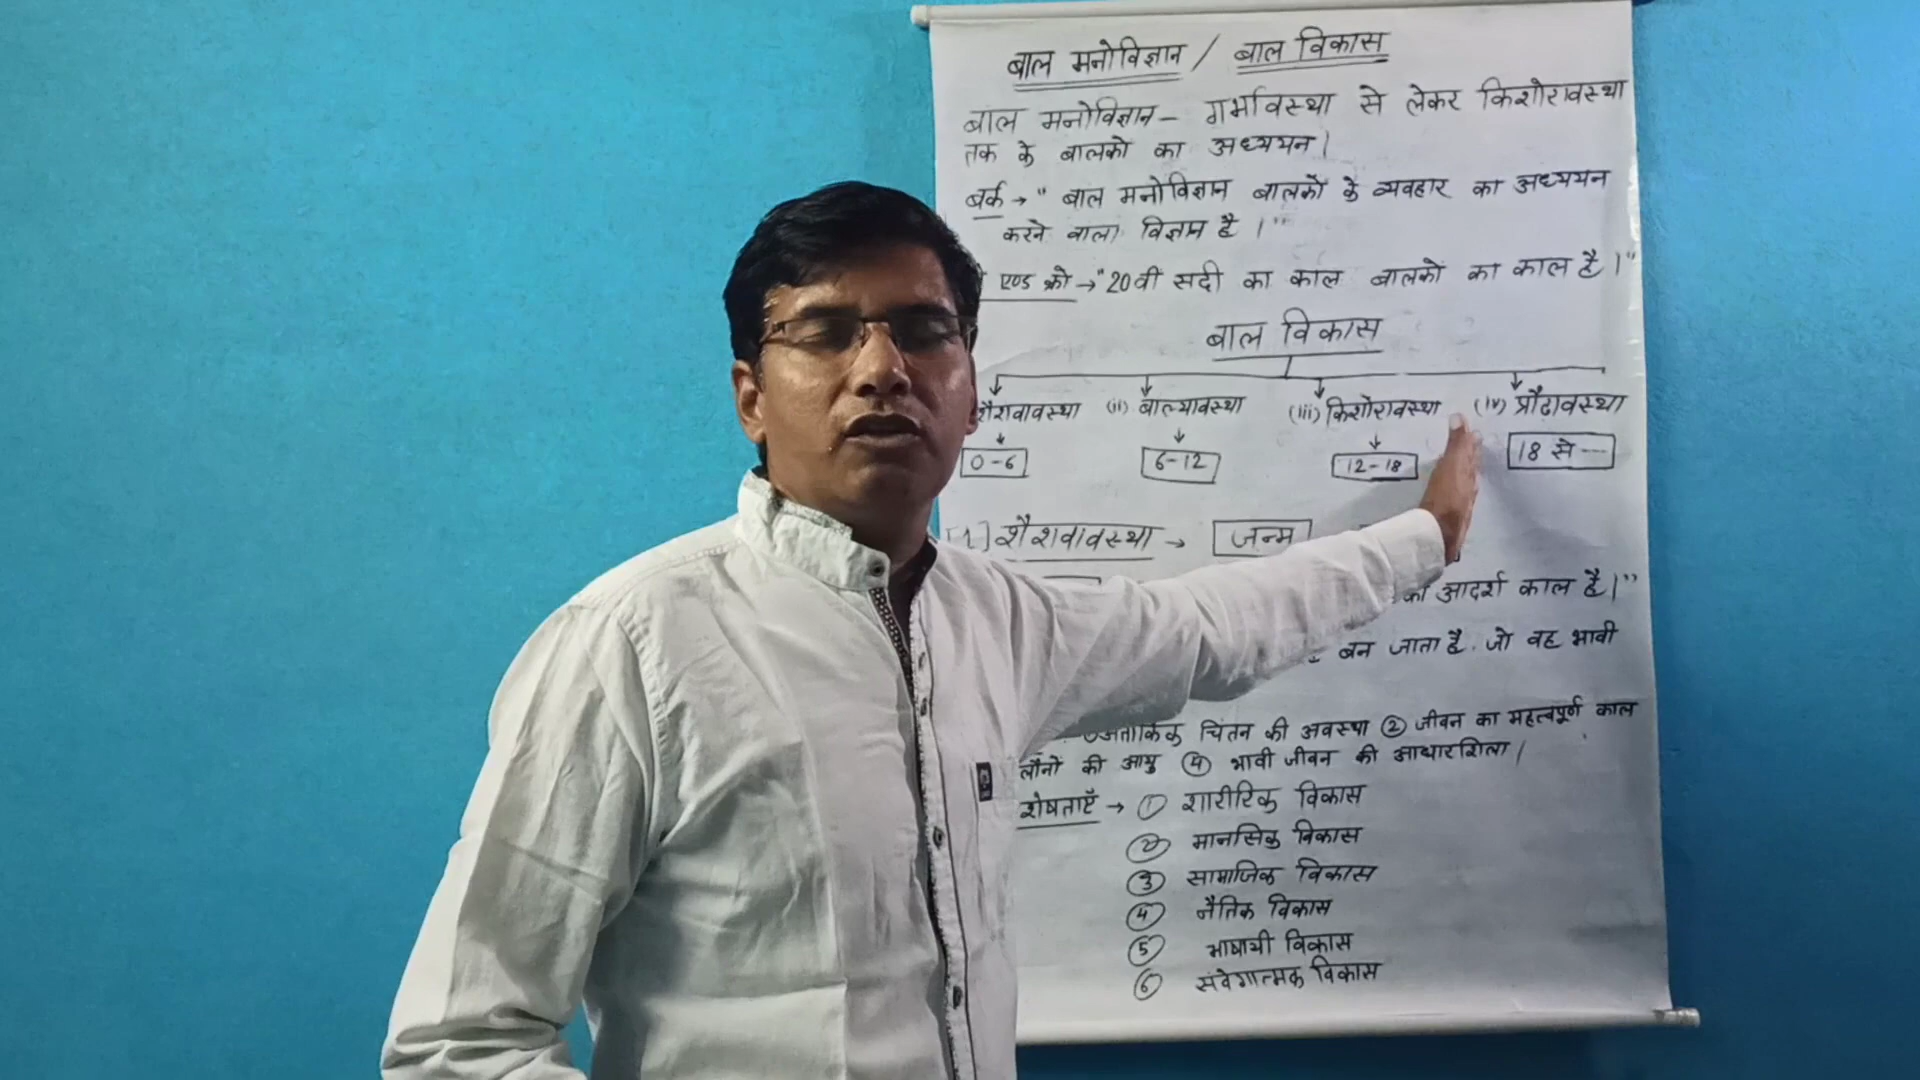 बाल मनोविज्ञान / बाल विकास
बाल मनोविज्ञान – गर्भावस्था से लेकर किशोरावस्था
तक के बालको का अध्ययन।
बर्क → " बाल मनोविज्ञान बालकों के व्यवहार का अध्ययन
करने वाला विज्ञान है ।"
एण्ड क्रो → "20वी सदी का काल बालको का काल है।"
बाल विकास
शैशवावस्था (ii) बाल्यावस्था (iii) किशोरावस्था (iv) प्रौढावस्था
0-6 6-12 12-18 18 से ---
[1] शैशवावस्था → जन्म
का आदर्श काल है।"
बन जाता है. जो वह भावी
चिंतन की अवस्था ② जीवन का महत्वपूर्ण काल
की आयु ④ भावी जीवन की आधारशिला।
शेषताएँ → ① शारीरिक विकास
② मानसिक विकास
③ सामाजिक विकास
④ नैतिक विकास
⑤ भाषायी विकास
⑥ संवेगात्मक विकास